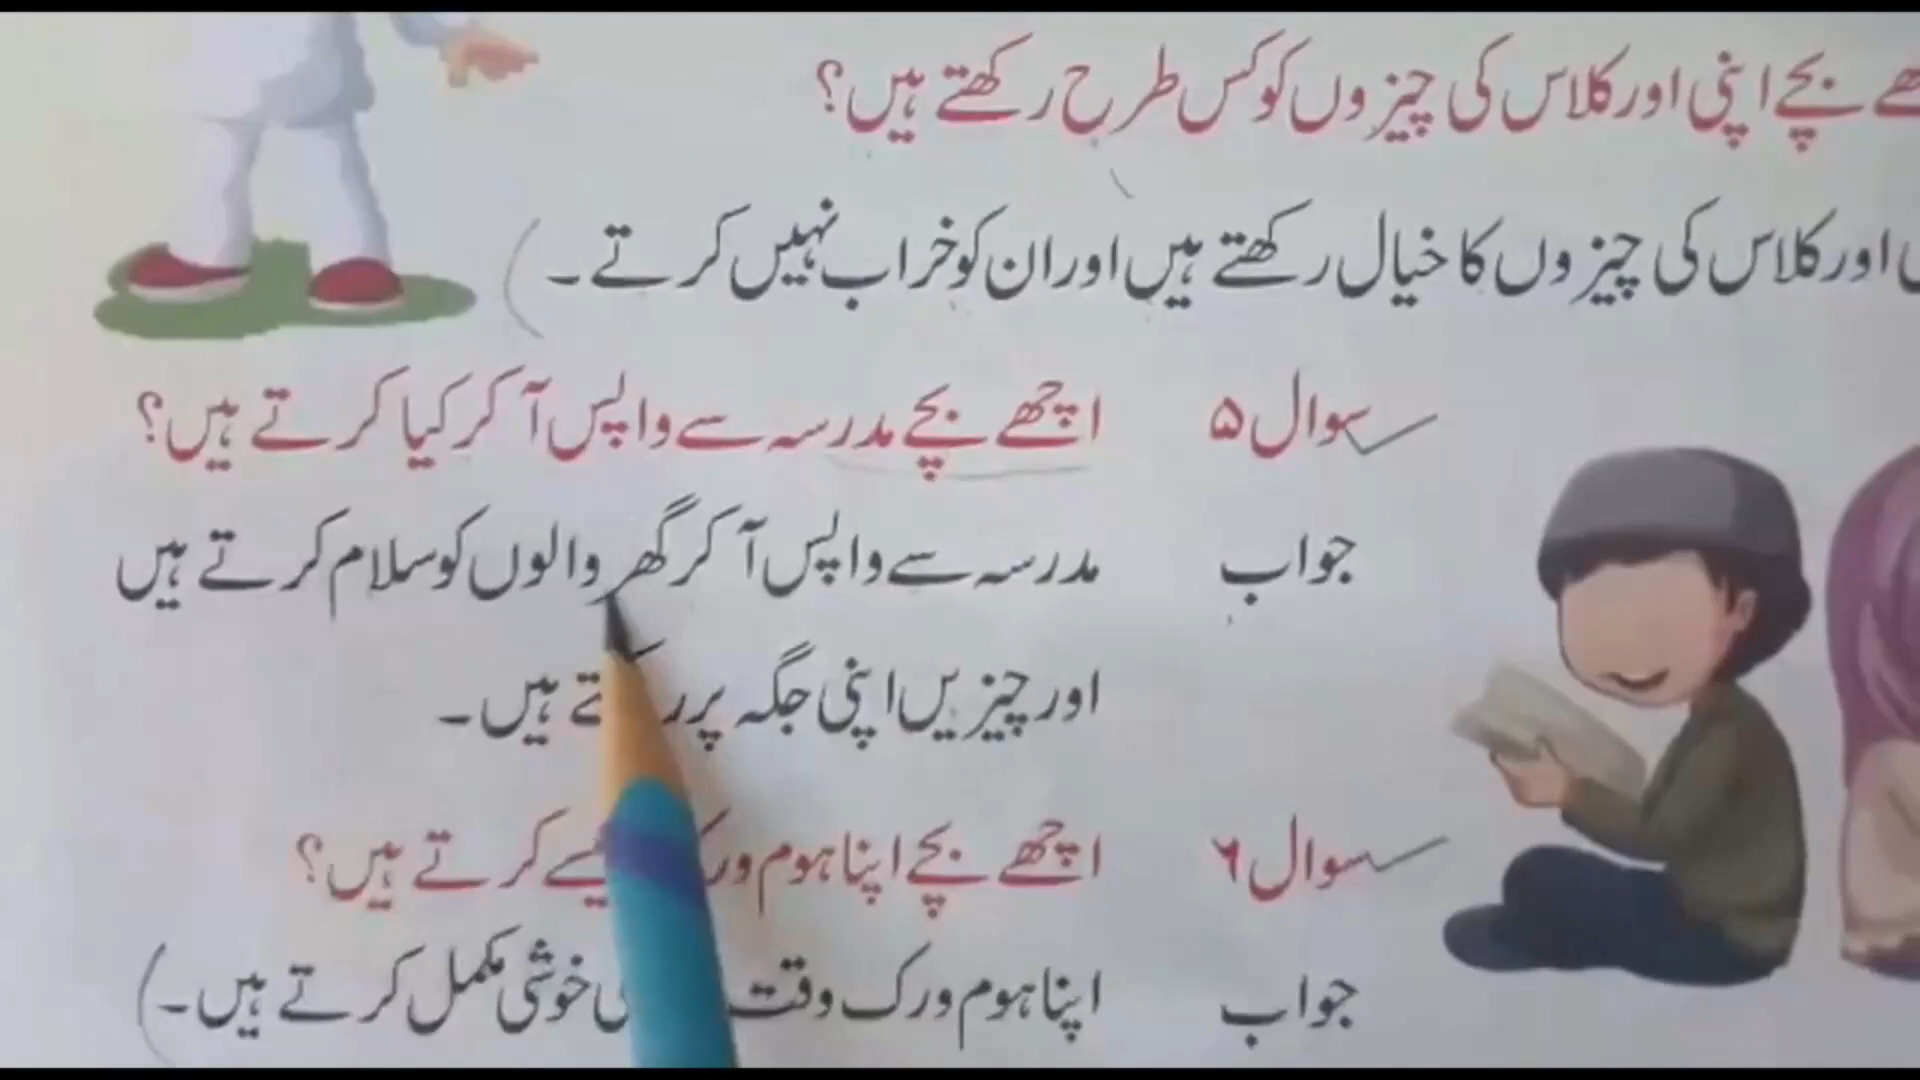 بچے اپنی اور کلاس کی چیزوں کو کس طرح رکھتے ہیں؟
اور کلاس کی چیزوں کا خیال رکھتے ہیں اور ان کو خراب نہیں کرتے۔
سوال ۵ اچھے بچے مدرسہ سے واپس آ کر کیا کرتے ہیں؟
جواب مدرسہ سے واپس آ کر گھر والوں کو سلام کرتے ہیں
اور چیزیں اپنی جگہ پر ہیں۔
سوال ۶ اچھے بچے اپنا ہوم کرتے ہیں؟
جواب اپنا ہوم ورک وقت خوشی مکمل کرتے ہیں۔